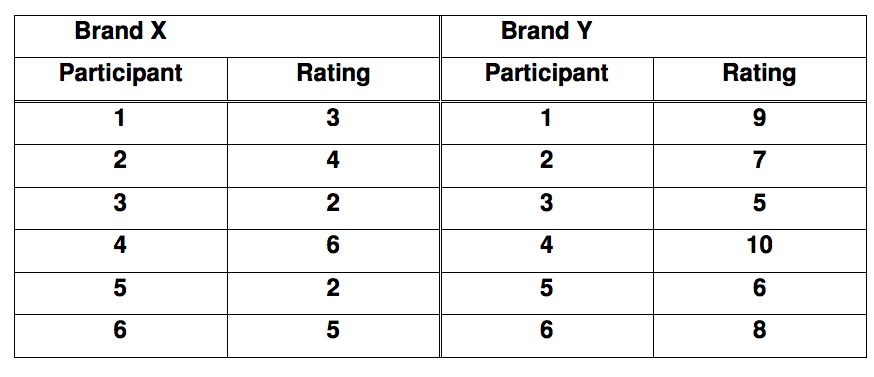 Brand X Brand Y
Participant Rating Participant Rating
1 3 1 9
2 4 2 7
3 2 3 5
4 6 4 10
5 2 5 6
6 5 6 8